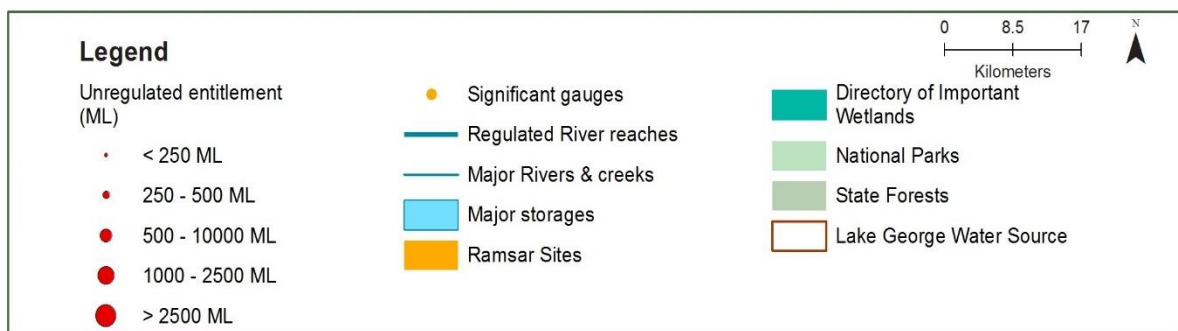 Legend
Unregulated entitlement
(ML)
< 250 ML
250 - 500 ML
500 - 10000 ML
1000 - 2500 ML
> 2500 ML
Significant gauges
Regulated River reaches
Major Rivers & creeks
Major storages
Ramsar Sites
0 8.5 17
Kilometers
N
Directory of Important
Wetlands
National Parks
State Forests
Lake George Water Source